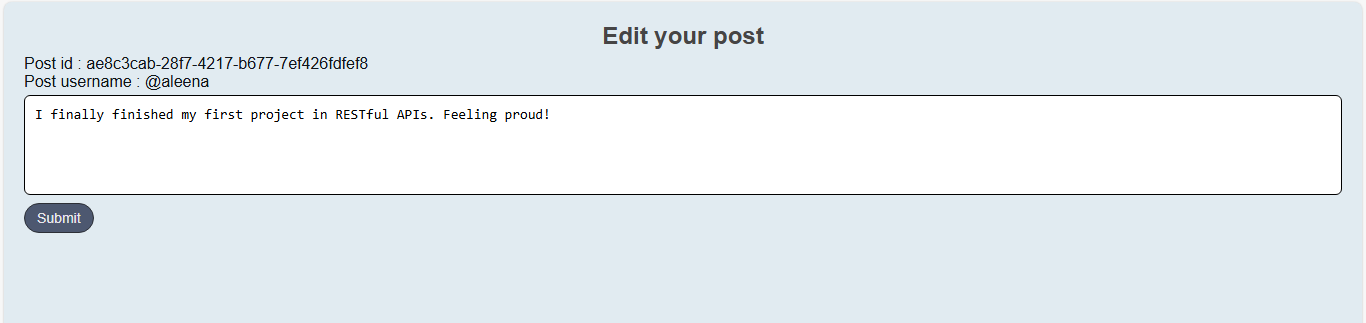 Edit your post
Post id : ae8c3cab-28f7-4217-b677-7ef426fdfef8
Post username : @aleena
I finally finished my first project in RESTful APIs. Feeling proud!
Submit